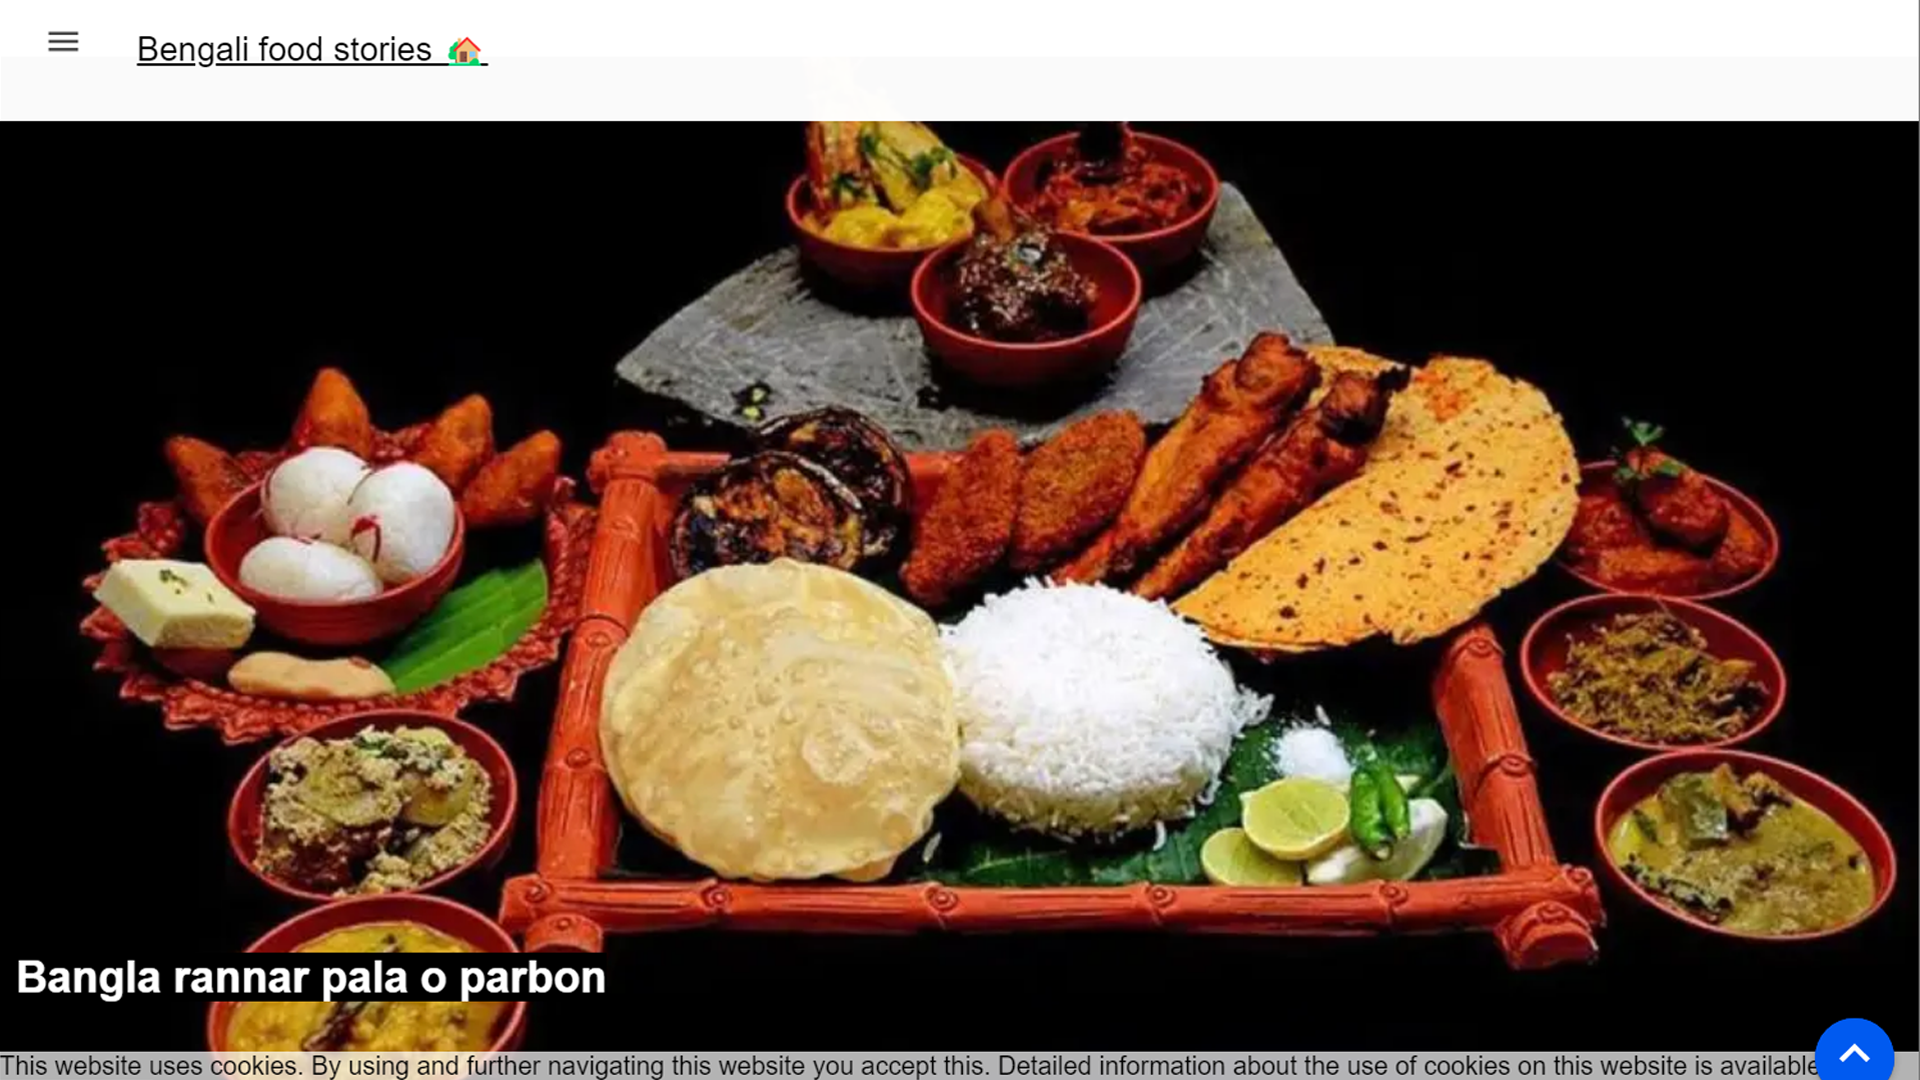 Bengali food stories 🏡
Bangla rannar pala o parbon
This website uses cookies. By using and further navigating this website you accept this. Detailed information about the use of cookies on this website is available